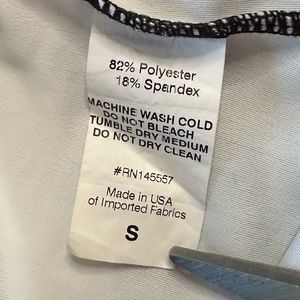 82% Polyester
18% Spandex
MACHINE WASH COLD
DO NOT BLEACH
TUMBLE DRY MEDIUM
DO NOT DRY CLEAN
#RN145557
Made in USA
of Imported Fabrics
S